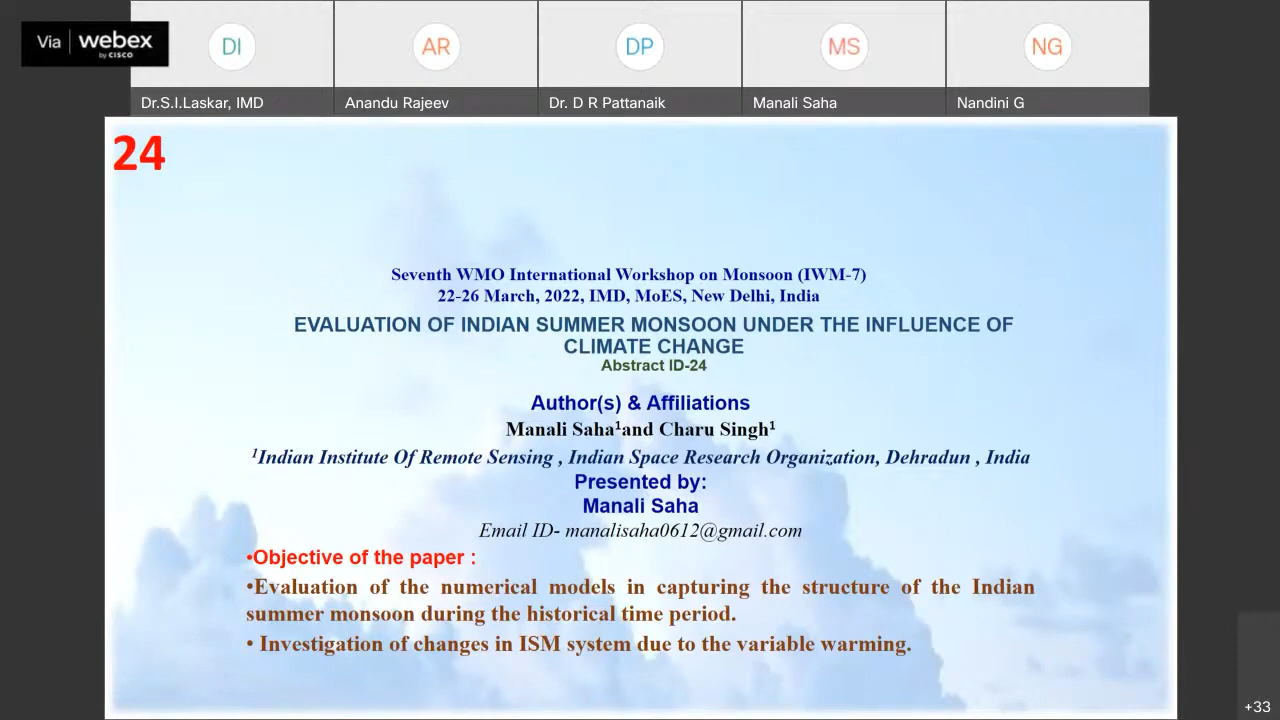 Via webex
by CISCO
DI
AR
DP
MS
NG
Dr.S.I.Laskar, IMD
Anandu Rajeev
Dr. D R Pattanaik
Manali Saha
Nandini G
24
Seventh WMO International Workshop on Monsoon (IWM-7)
22-26 March, 2022, IMD, MoES, New Delhi, India
EVALUATION OF INDIAN SUMMER MONSOON UNDER THE INFLUENCE OF
CLIMATE CHANGE
Abstract ID-24
Author(s) & Affiliations
Manali Saha¹and Charu Singh¹
¹Indian Institute Of Remote Sensing , Indian Space Research Organization, Dehradun , India
Presented by:
Manali Saha
Email ID- manalisaha0612@gmail.com
•Objective of the paper :
•Evaluation of the numerical models in capturing the structure of the Indian
summer monsoon during the historical time period.
• Investigation of changes in ISM system due to the variable warming.
+33